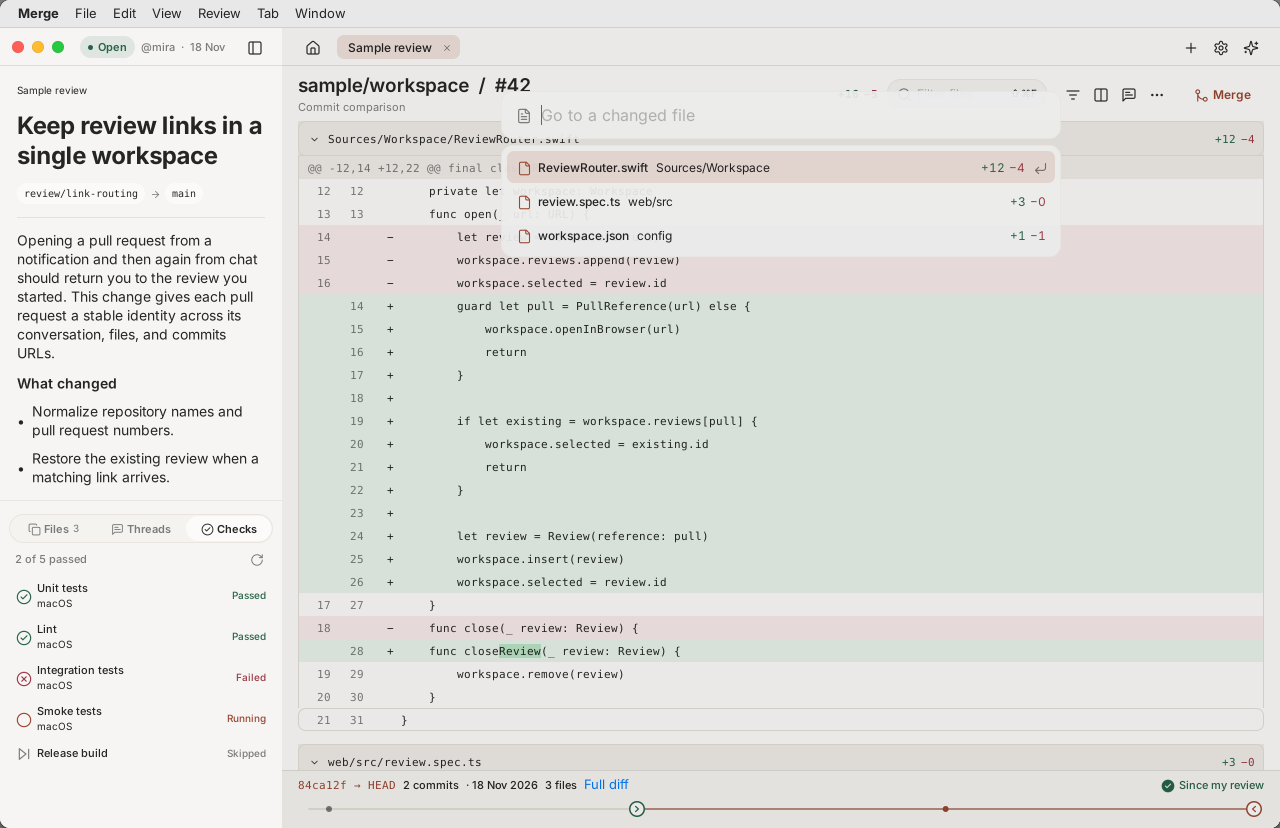 Merge File Edit View Review Tab Window
Open @mira · 18 Nov
Sample review ×
Sample review
Keep review links in a
single workspace
review/link-routing → main
Opening a pull request from a
notification and then again from chat
should return you to the review you
started. This change gives each pull
request a stable identity across its
conversation, files, and commits
URLs.
What changed
• Normalize repository names and
pull request numbers.
• Restore the existing review when a
matching link arrives.
Files 3 Threads Checks
2 of 5 passed
Unit tests
macOS
Passed
Lint
macOS
Passed
Integration tests
macOS
Failed
Smoke tests
macOS
Running
Release build Skipped
sample/workspace / #42
Commit comparison
Merge
Go to a changed file
ReviewRouter.swift Sources/Workspace +12 −4
review.spec.ts web/src +3 −0
workspace.json config +1 −1
Sources/Workspace/ReviewRouter.swift +12 −4
@@ -12,14 +12,22 @@ final
12 12 private let workspace: Workspace
13 13 func open(_ url: URL) {
14 − let
15 − workspace.reviews.append(review)
16 − workspace.selected = review.id
14 + guard let pull = PullReference(url) else {
15 + workspace.openInBrowser(url)
16 + return
17 + }
18 +
19 + if let existing = workspace.reviews[pull] {
20 + workspace.selected = existing.id
21 + return
22 + }
23 +
24 + let review = Review(reference: pull)
25 + workspace.insert(review)
26 + workspace.selected = review.id
17 27 }
18 − func close(_ review: Review) {
28 + func closeReview(_ review: Review) {
19 29 workspace.remove(review)
20 30 }
21 31 }
web/src/review.spec.ts +3 −0
84ca12f → HEAD 2 commits · 18 Nov 2026 3 files Full diff
Since my review